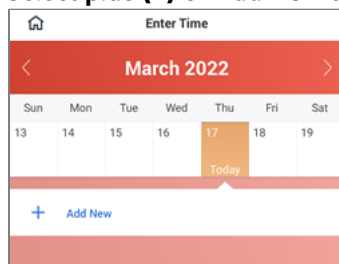 Enter Time
March 2022
Sun Mon Tue Wed Thu Fri Sat
13 14 15 16 17 18 19
Today
+ Add New